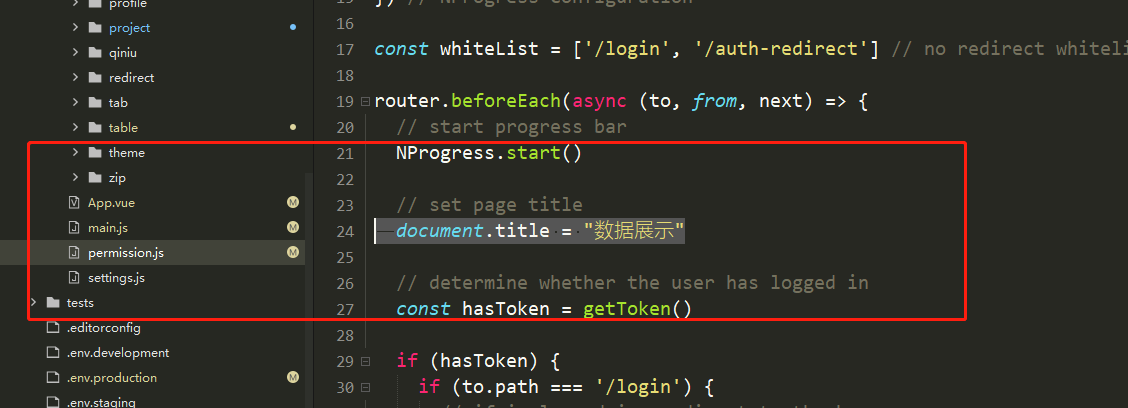 profile
project
qiniu
redirect
tab
table
theme
zip
App.vue M
main.js M
permission.js M
settings.js
tests
.editorconfig
.env.development
.env.production M
.env.staging
16
17 const whiteList = ['/login', '/auth-redirect'] // no redirect whiteli
18
19 router.beforeEach(async (to, from, next) => {
20 // start progress bar
21 NProgress.start()
22
23 // set page title
24 document.title = "数据展示"
25
26 // determine whether the user has logged in
27 const hasToken = getToken()
28
29 if (hasToken) {
30 if (to.path === '/login') {